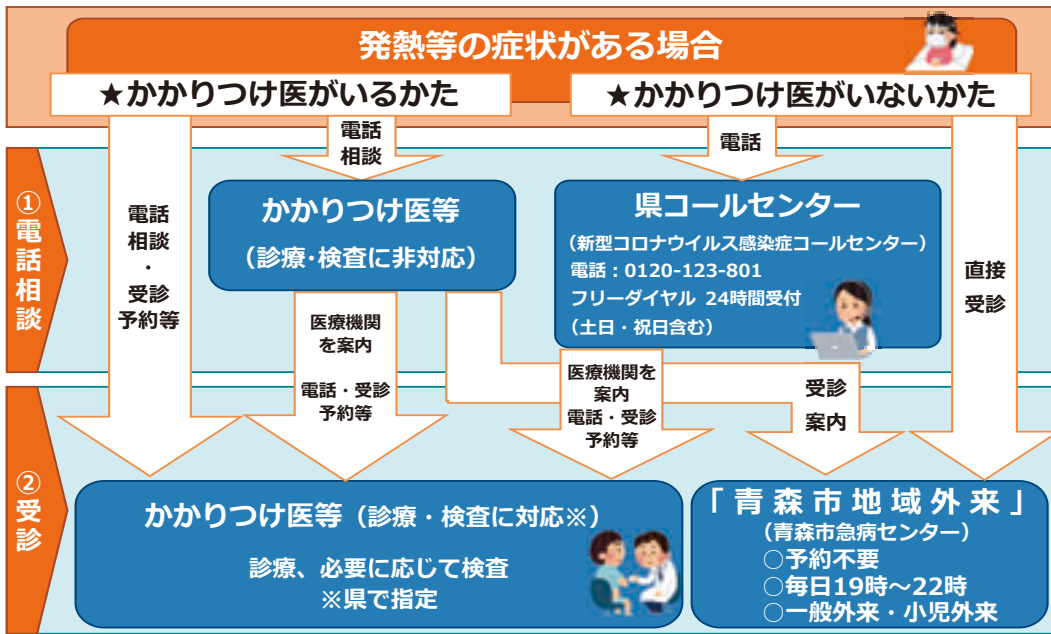 発熱等の症状がある場合
★かかりつけ医がいるかた
★かかりつけ医がいないかた
電話
相談
電話
①電話相談
電話
相談
・
受診
予約等
かかりつけ医等
(診療・検査に非対応)
県コールセンター
(新型コロナウイルス感染症コールセンター)
電話:0120-123-801
フリーダイヤル 24時間受付
(土日・祝日含む)
直接
受診
医療機関
を案内
電話・受診
予約等
医療機関を
案内
電話・受診
予約等
受診
案内
②受診
かかりつけ医等(診療・検査に対応※)
診療、必要に応じて検査
※県で指定
「青森市地域外来」
(青森市急病センター)
○予約不要
○毎日19時~22時
○一般外来・小児外来